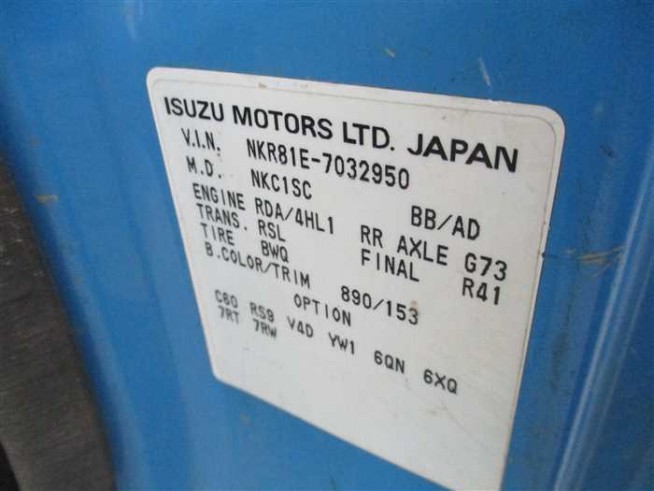 ISUZU MOTORS LTD. JAPAN
V.I.N. NKR81E-7032950
M.D. NKC1SC BB/AD
ENGINE RDA/4HL1 RR AXLE G73
TRANS. RSL FINAL R41
TIRE BWQ
B.COLOR/TRIM 890/153
OPTION
C60 RS9 V4D YW1 6QN 6XQ
7RT 7RW